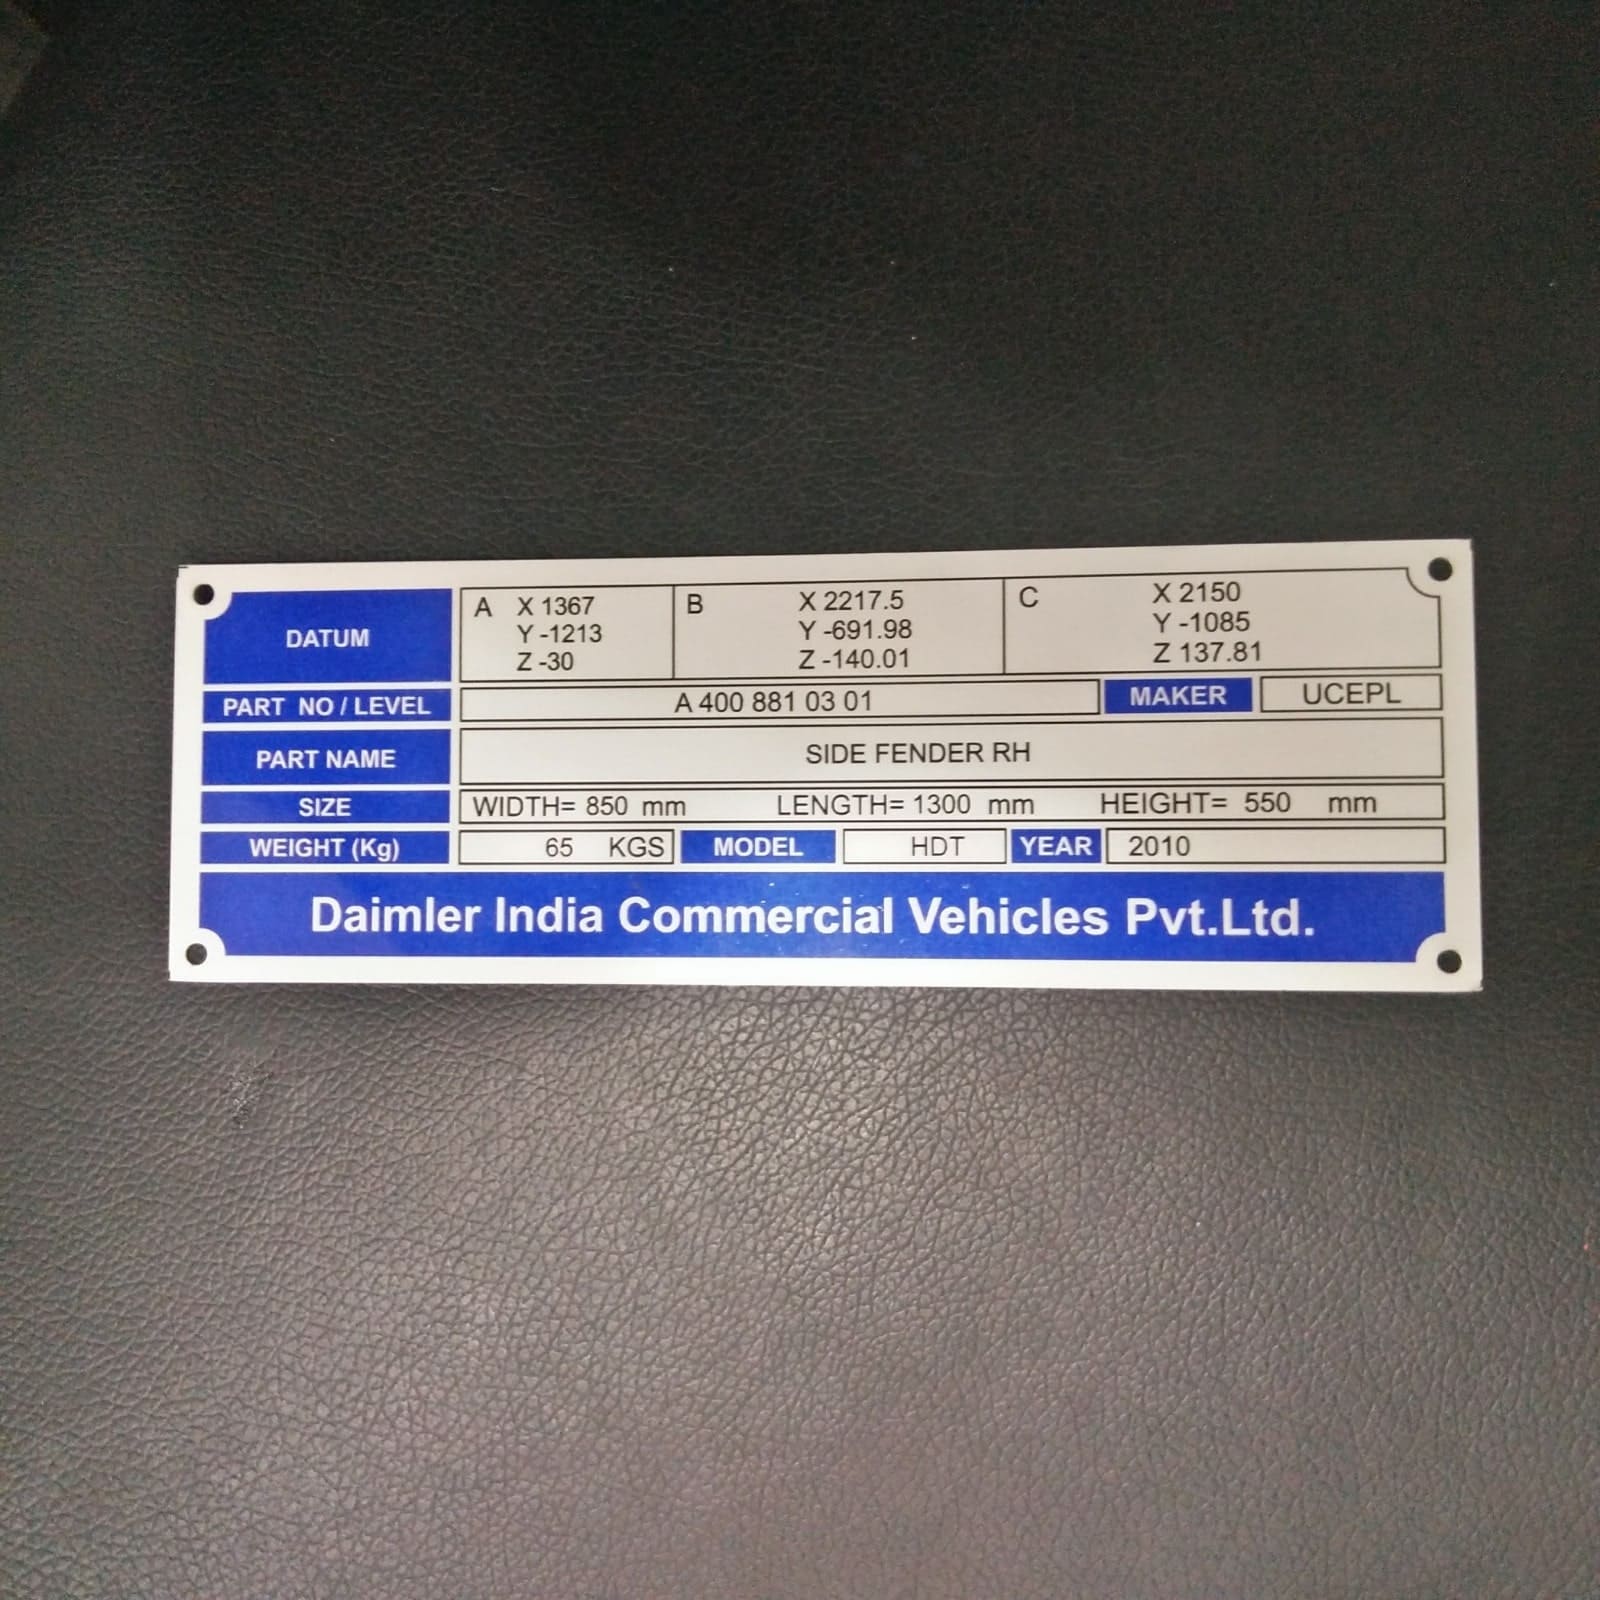 DATUM A X 1367 Y -1213 Z -30 B X 2217.5 Y -691.98 Z -140.01 C X 2150 Y -1085 Z 137.81
PART NO / LEVEL A 400 881 03 01 MAKER UCEPL
PART NAME SIDE FENDER RH
SIZE WIDTH= 850 mm LENGTH= 1300 mm HEIGHT= 550 mm
WEIGHT (Kg) 65 KGS MODEL HDT YEAR 2010
Daimler India Commercial Vehicles Pvt.Ltd.